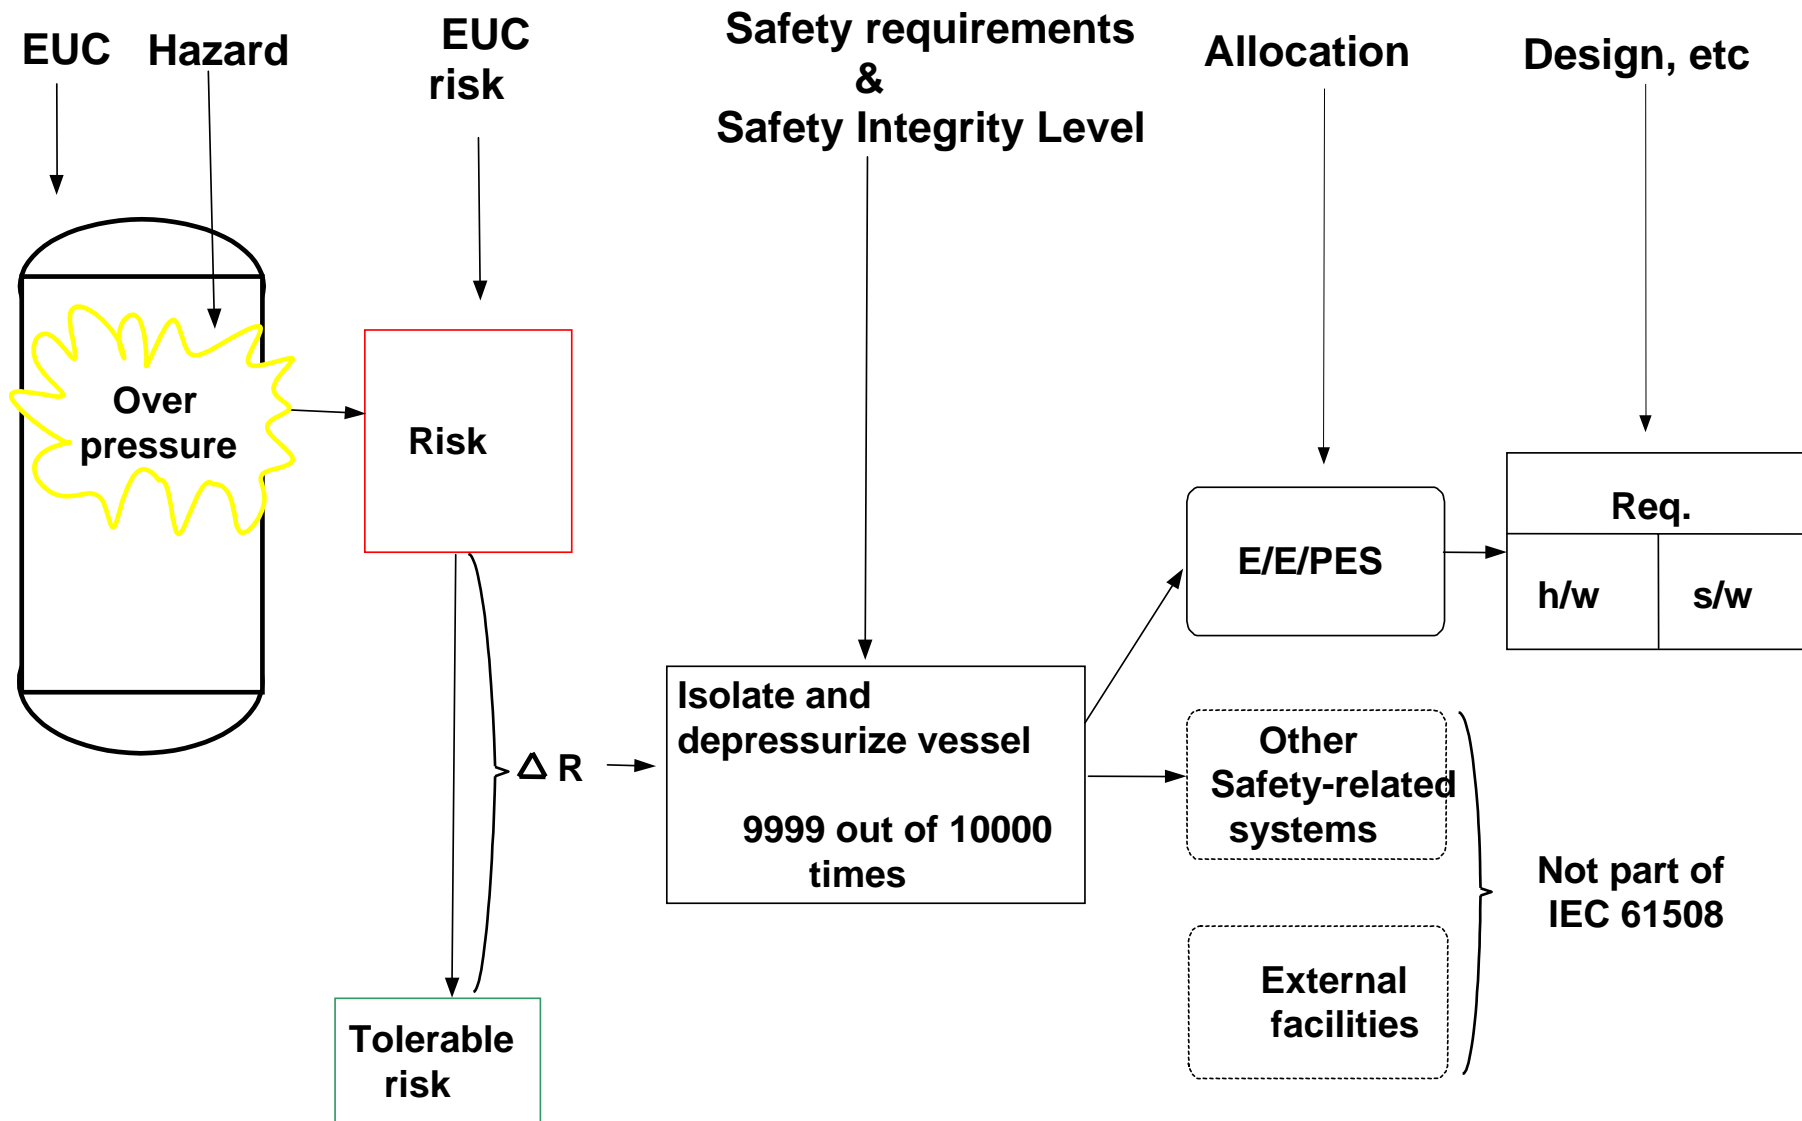 EUC
Hazard
EUC
risk
Safety requirements
&
Safety Integrity Level
Allocation
Design, etc
Over
pressure
Risk
Tolerable
risk
△ R
Isolate and
depressurize vessel
9999 out of 10000
times
E/E/PES
Req.
h/w
s/w
Other
Safety-related
systems
External
facilities
Not part of
IEC 61508